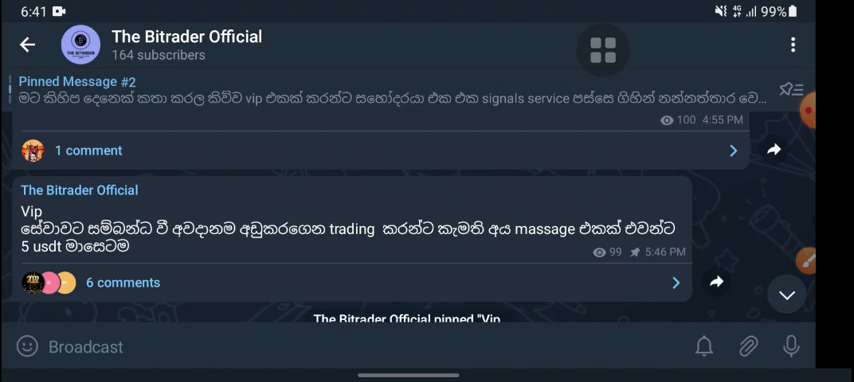 6:41 4G 99%
The Bitrader Official
164 subscribers
Pinned Message #2
මට කිහිප දෙනෙක් කතා කරල කිව්ව vip එකක් කරන්ට සහෝදරයා එක එක signals service පස්සෙ ගිහින් නන්නත්තාර වෙ...
100 4:55 PM
1 comment
The Bitrader Official
Vip
සේවාවට සම්බන්ධ වී අවදානම අඩුකරගෙන trading කරන්ට කැමති අය massage එකක් එවන්ට
5 usdt මාසෙටම
99 5:46 PM
6 comments
The Bitrader Official pinned "Vip
Broadcast